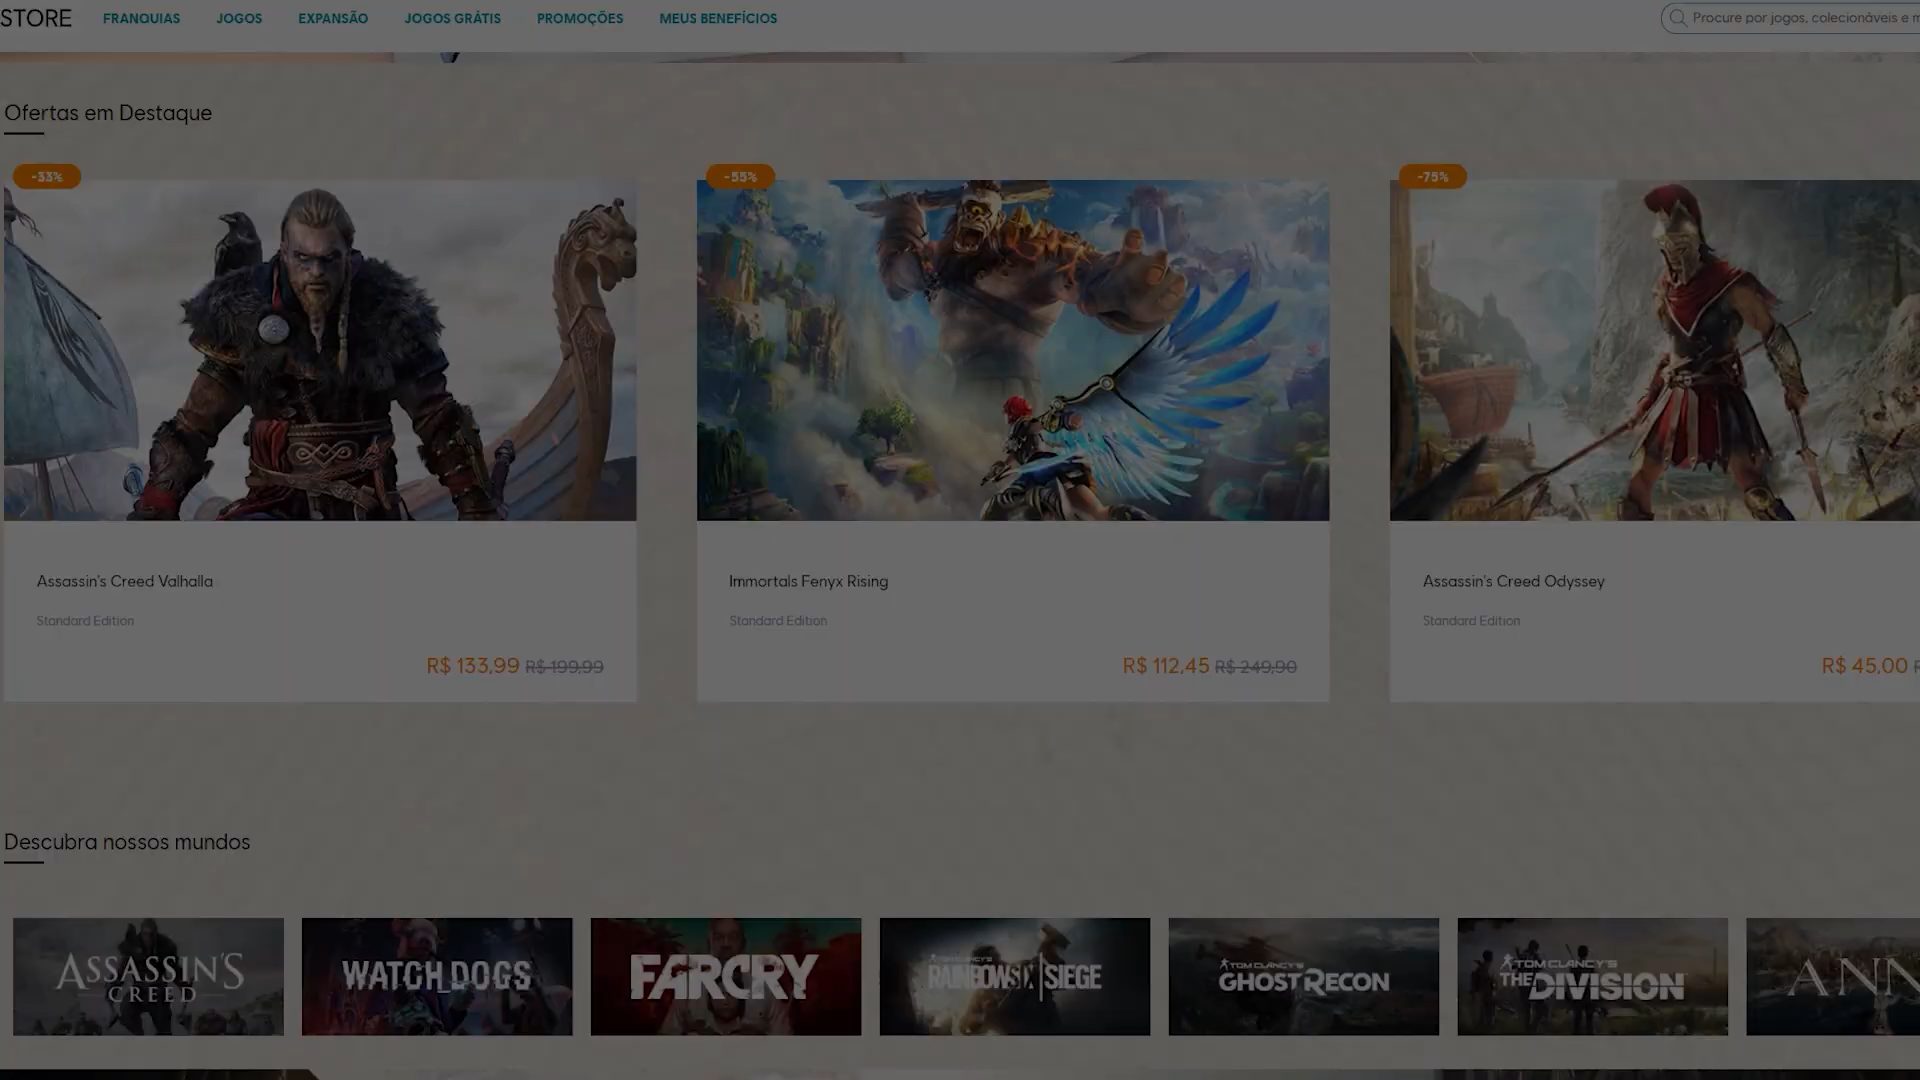 STORE
FRANQUIAS
JOGOS
EXPANSÃO
JOGOS GRÁTIS
PROMOÇÕES
MEUS BENEFÍCIOS
Procure por jogos, colecionáveis e
Ofertas em Destaque
-33%
-55%
-75%
Assassin's Creed Valhalla
Standard Edition
R$ 133,99 R$ 199,99
Immortals Fenyx Rising
Standard Edition
R$ 112,45 R$ 249,90
Assassin's Creed Odyssey
Standard Edition
R$ 45,00
Descubra nossos mundos
ASSASSIN'S
CREED
WATCH DOGS
FARCRY
TOM CLANCY'S
RAINBOW SIX | SIEGE
TOM CLANCY'S
GHOST RECON
TOM CLANCY'S
THE DIVISION